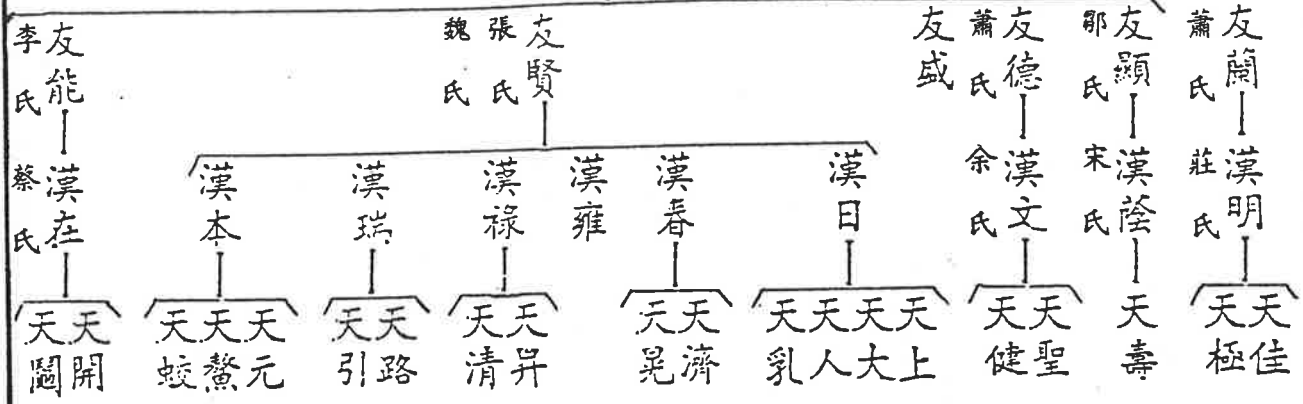 友蘭 蕭氏
友顯 鄒氏
友德 蕭氏
友盛
友賢 張氏 魏氏
友能 李氏
漢明 莊氏
漢蔭 宋氏
漢文 余氏
漢日
漢春
漢雍
漢祿
漢瑞
漢本
漢在 蔡氏
天佳
天極
天壽
天聖
天健
天上
天大
天人
天乳
天濟
天晃
天昇
天清
天路
天引
天元
天鰲
天蛟
天開